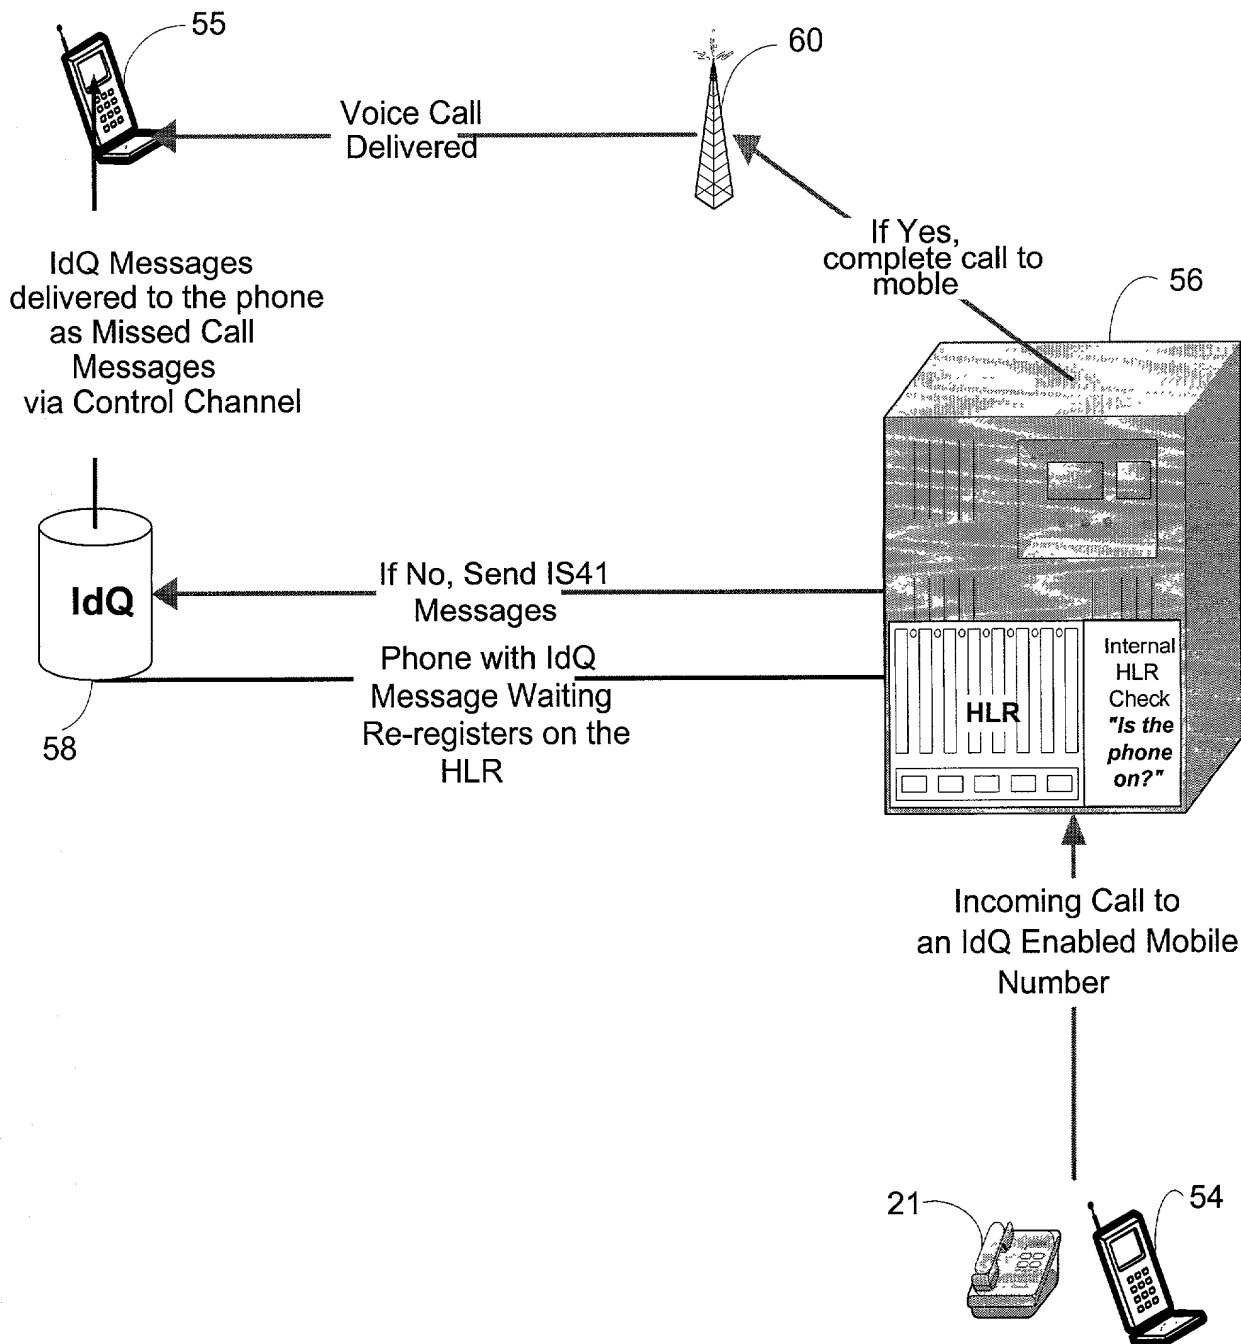 55
60
Voice Call
Delivered
If Yes,
complete call to
moble
56
IdQ Messages
delivered to the phone
as Missed Call
Messages
via Control Channel
IdQ
If No, Send IS41
Messages
Phone with IdQ
Message Waiting
Re-registers on the
HLR
58
HLR
Internal
HLR
Check
"Is the
phone
on?"
Incoming Call to
an IdQ Enabled Mobile
Number
21
54